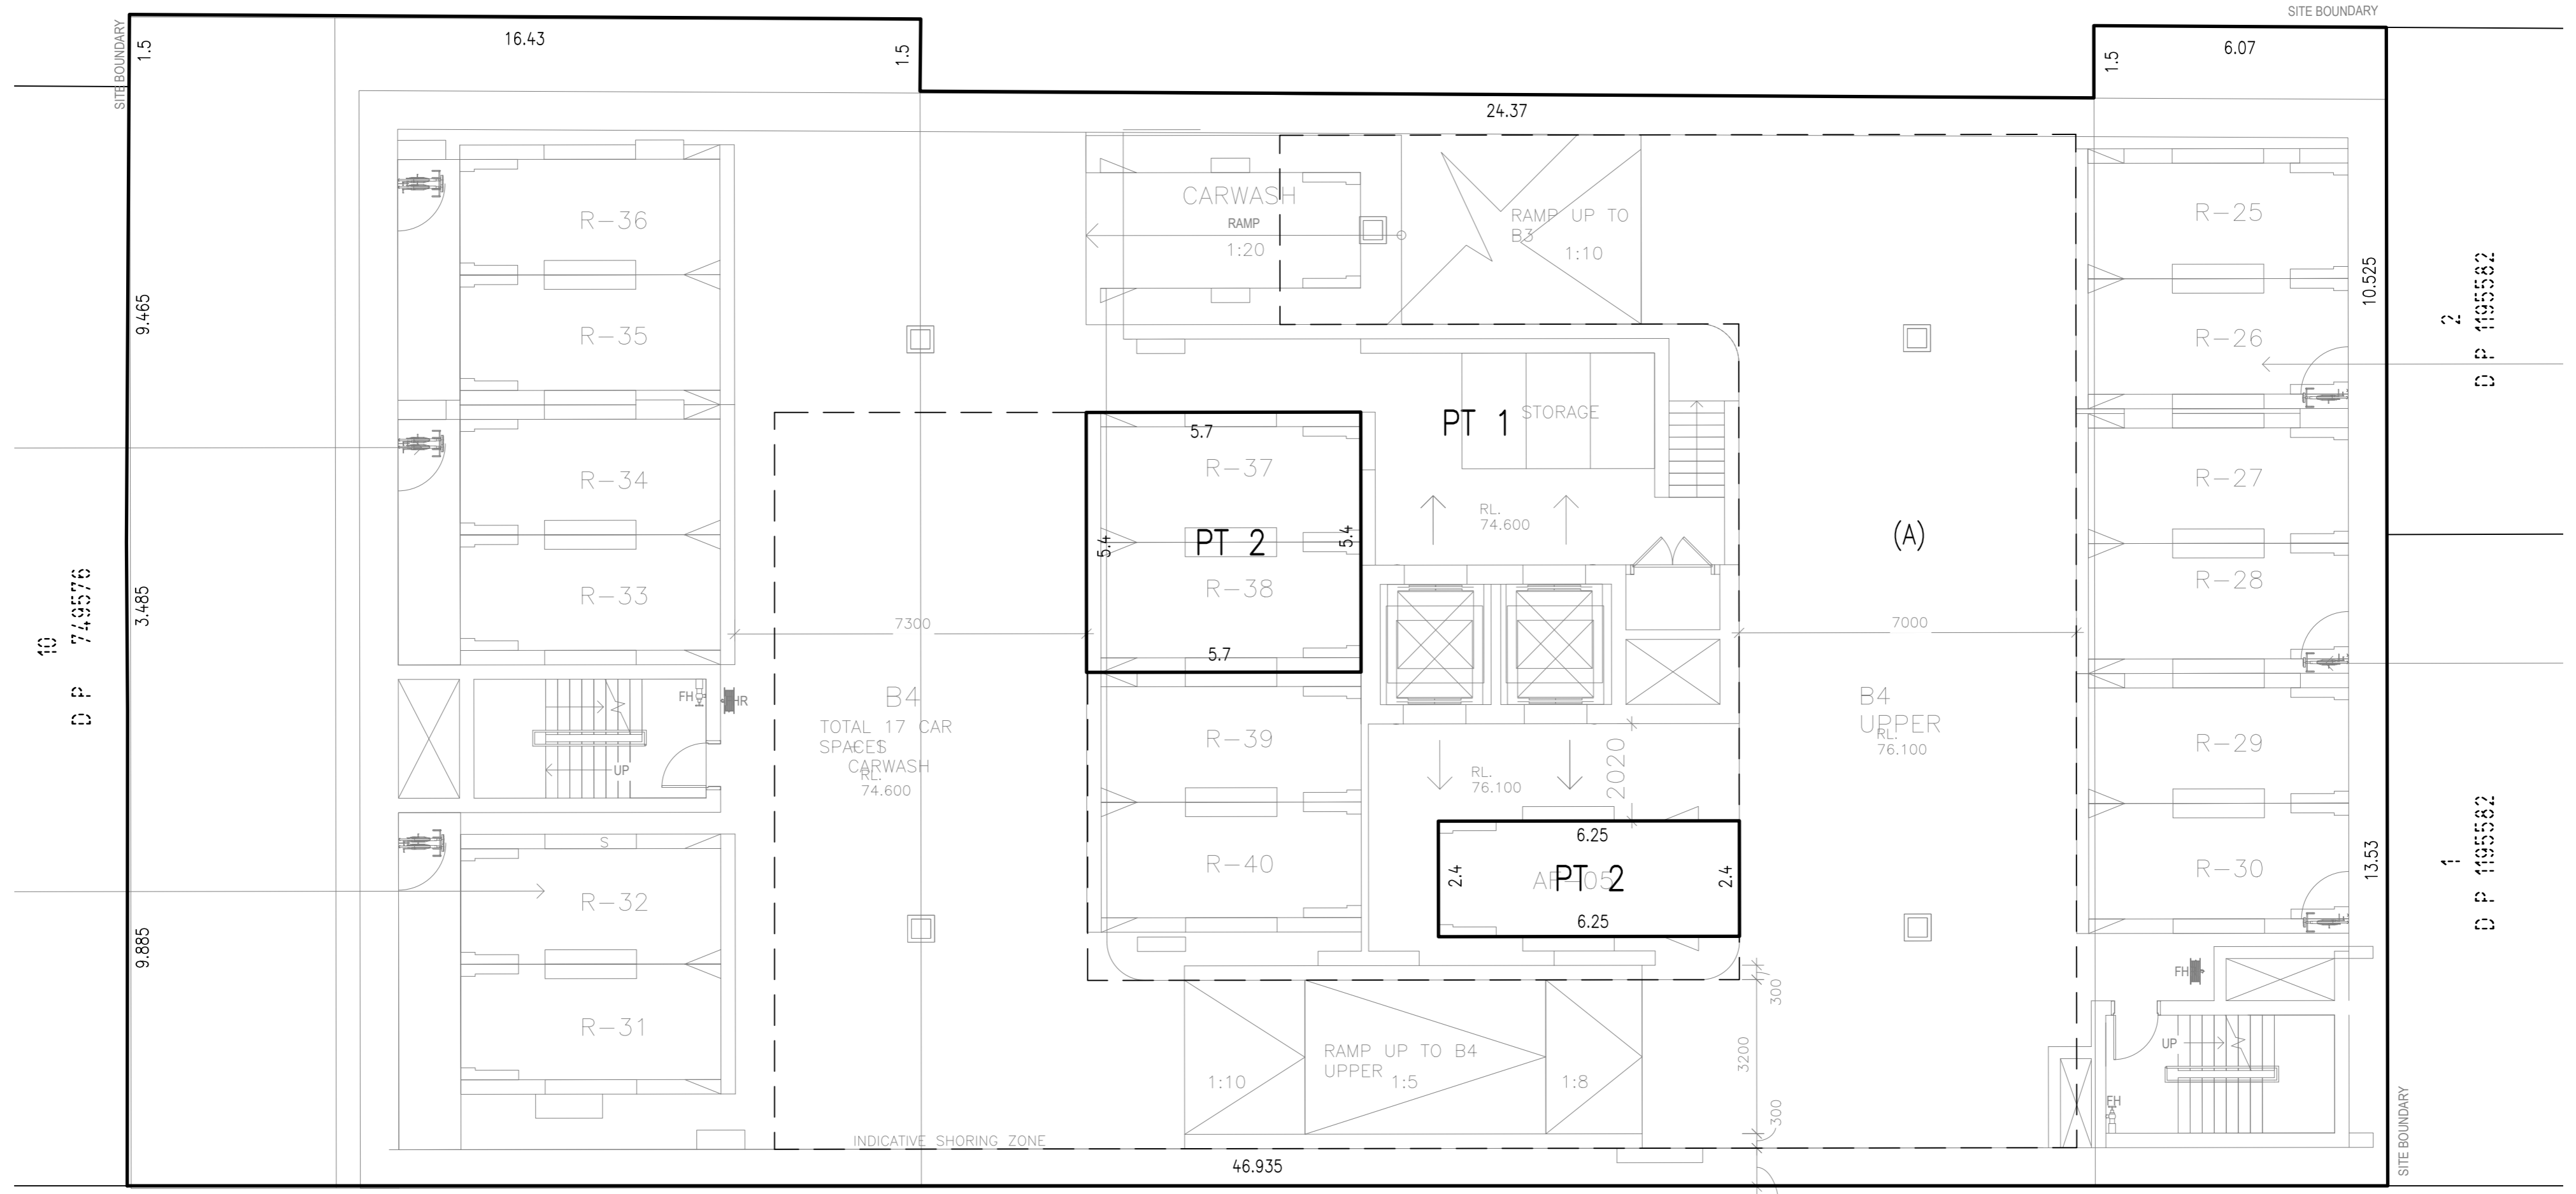 SITE BOUNDARY
1.5
16.43
1.5
24.37
SITE BOUNDARY
6.07
1.5
R-36
R-35
R-34
R-33
CARWASH
RAMP
1:20
RAMP UP TO
B3
1:10
R-25
R-26
R-27
R-28
R-29
R-30
10.525
2
D P 1195582
9.465
3.485
9.885
10
D P 749576
PT 1
STORAGE
RL.
74.600
5.7
R-37
5.4
PT 2
5.4
R-38
5.7
(A)
7300
7000
B4
TOTAL 17 CAR
SPACES
+ 1
CARWASH
RL.
74.600
FH
HR
UP
S
R-32
R-31
R-39
R-40
RL.
76.100
2020
6.25
2.4
PT 2
2.4
6.25
B4
UPPER
RL.
76.100
13.53
1
D P 1195582
FH
UP
FH
RAMP UP TO B4
UPPER
1:10
1:5
1:8
300
3200
300
INDICATIVE SHORING ZONE
46.935
SITE BOUNDARY